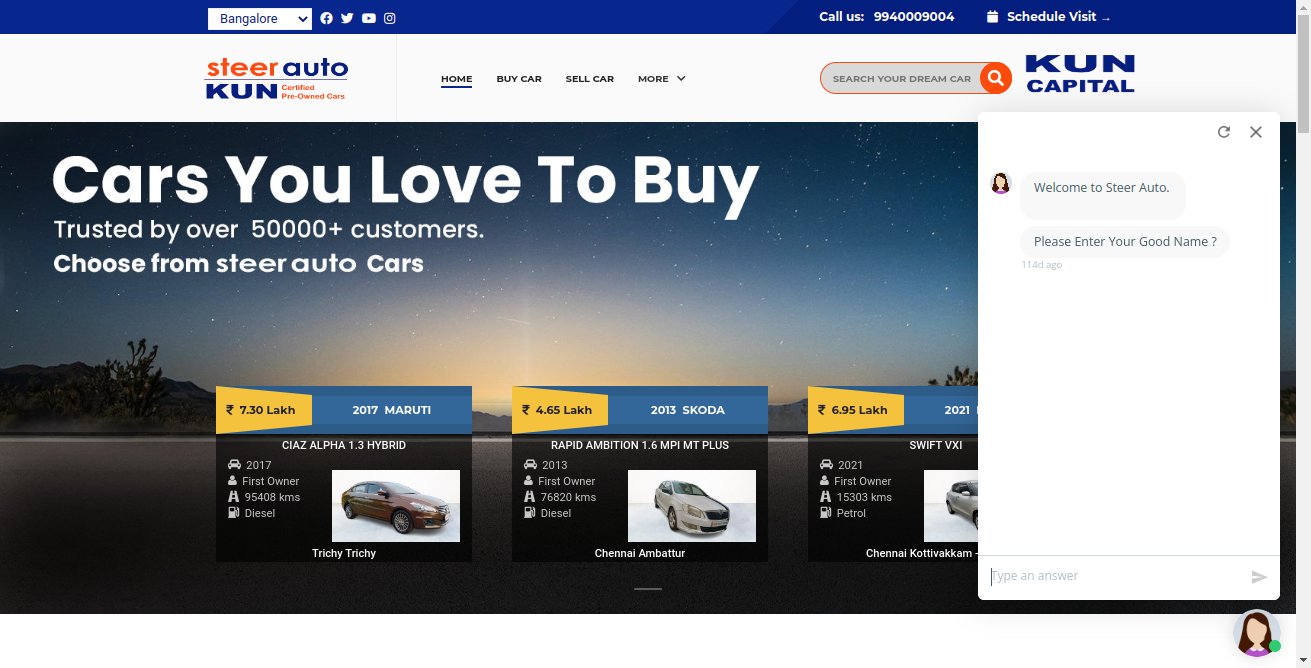 Bangalore
Call us: 9940009004
Schedule Visit →
steer auto
KUN Certified Pre-Owned Cars
HOME
BUY CAR
SELL CAR
MORE
SEARCH YOUR DREAM CAR
KUN
CAPITAL
Cars You Love To Buy
Trusted by over 50000+ customers.
Choose from steer auto Cars
₹ 7.30 Lakh
2017 MARUTI
CIAZ ALPHA 1.3 HYBRID
2017
First Owner
95408 kms
Diesel
Trichy Trichy
₹ 4.65 Lakh
2013 SKODA
RAPID AMBITION 1.6 MPI MT PLUS
2013
First Owner
76820 kms
Diesel
Chennai Ambattur
₹ 6.95 Lakh
2021
SWIFT VXI
2021
First Owner
15303 kms
Petrol
Chennai Kottivakkam -
Welcome to Steer Auto.
Please Enter Your Good Name ?
114d ago
Type an answer